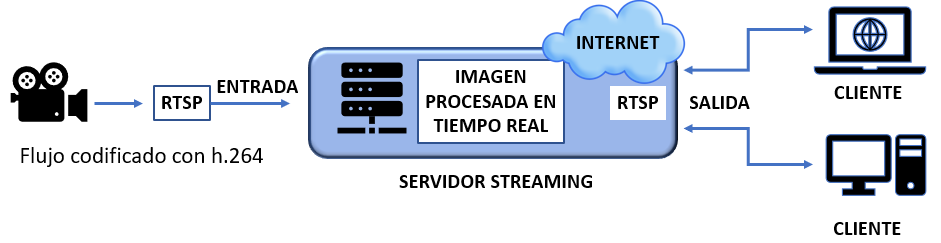 RTSP
ENTRADA
Flujo codificado con h.264
IMAGEN
PROCESADA EN
TIEMPO REAL
INTERNET
RTSP
SERVIDOR STREAMING
SALIDA
CLIENTE
CLIENTE